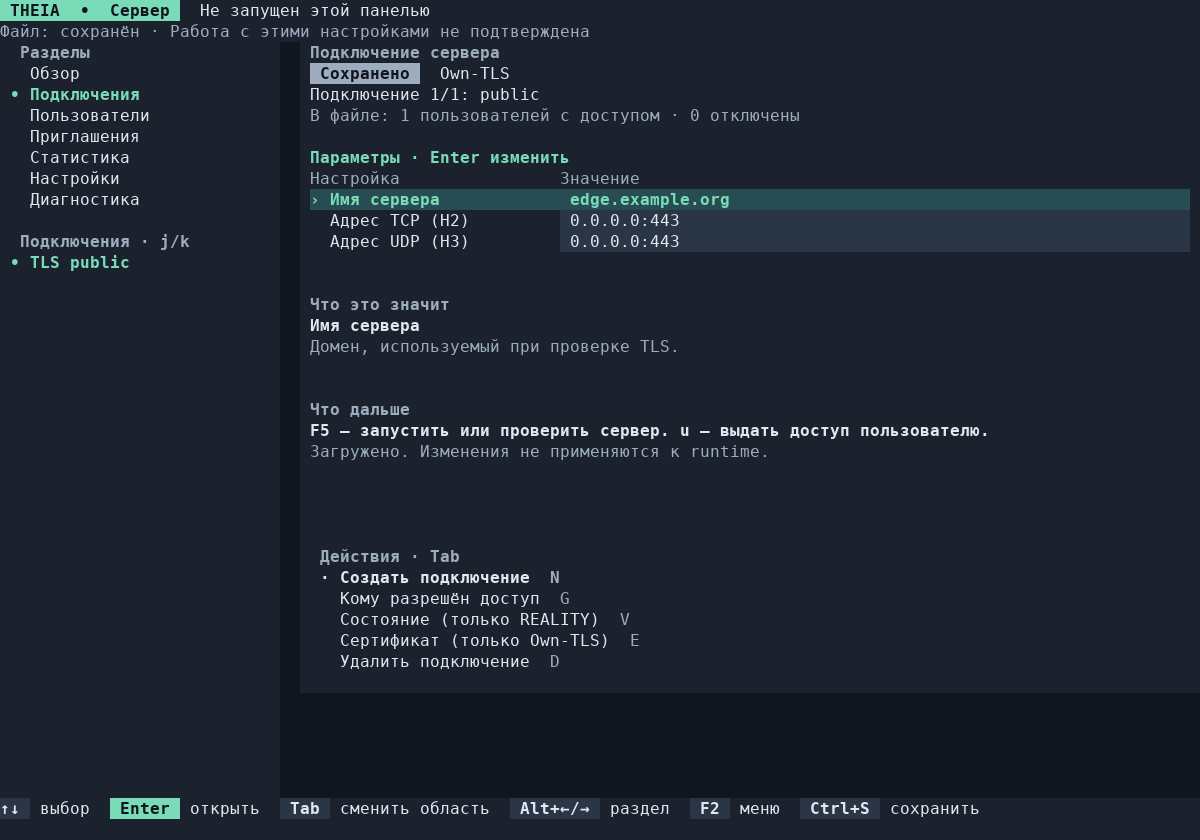 THEIA • Сервер Не запущен этой панелью
Файл: сохранён · Работа с этими настройками не подтверждена
Разделы
Обзор
• Подключения
Пользователи
Приглашения
Статистика
Настройки
Диагностика
Подключения · j/k
• TLS public
Подключение сервера
Сохранено Own-TLS
Подключение 1/1: public
В файле: 1 пользователей с доступом · 0 отключены
Параметры · Enter изменить
Настройка Значение
› Имя сервера edge.example.org
Адрес TCP (H2) 0.0.0.0:443
Адрес UDP (H3) 0.0.0.0:443
Что это значит
Имя сервера
Домен, используемый при проверке TLS.
Что дальше
F5 — запустить или проверить сервер. u — выдать доступ пользователю.
Загружено. Изменения не применяются к runtime.
Действия · Tab
· Создать подключение N
Кому разрешён доступ G
Состояние (только REALITY) V
Сертификат (только Own-TLS) E
Удалить подключение D
↑↓ выбор Enter открыть Tab сменить область Alt+←/→ раздел F2 меню Ctrl+S сохранить